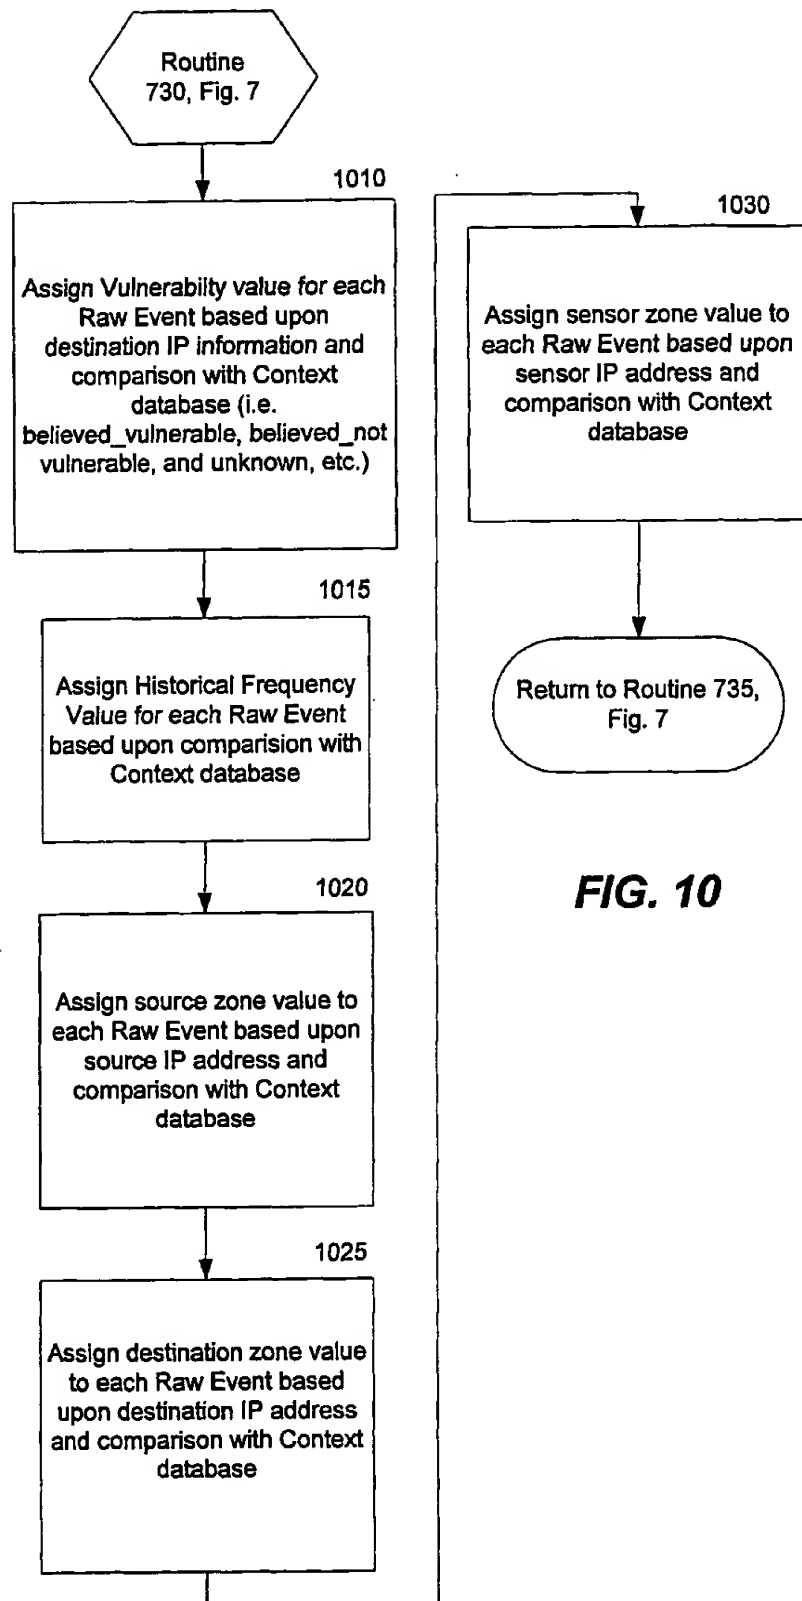 Routine
730, Fig. 7
1010
Assign Vulnerabilty value for each
Raw Event based upon
destination IP information and
comparison with Context
database (i.e.
believed_vulnerable, believed_not
vulnerable, and unknown, etc.)
1015
Assign Historical Frequency
Value for each Raw Event
based upon comparision with
Context database
1020
Assign source zone value to
each Raw Event based upon
source IP address and
comparison with Context
database
1025
Assign destination zone value
to each Raw Event based
upon destination IP address
and comparison with Context
database
1030
Assign sensor zone value to
each Raw Event based upon
sensor IP address and
comparison with Context
database
Return to Routine 735,
Fig. 7
FIG. 10